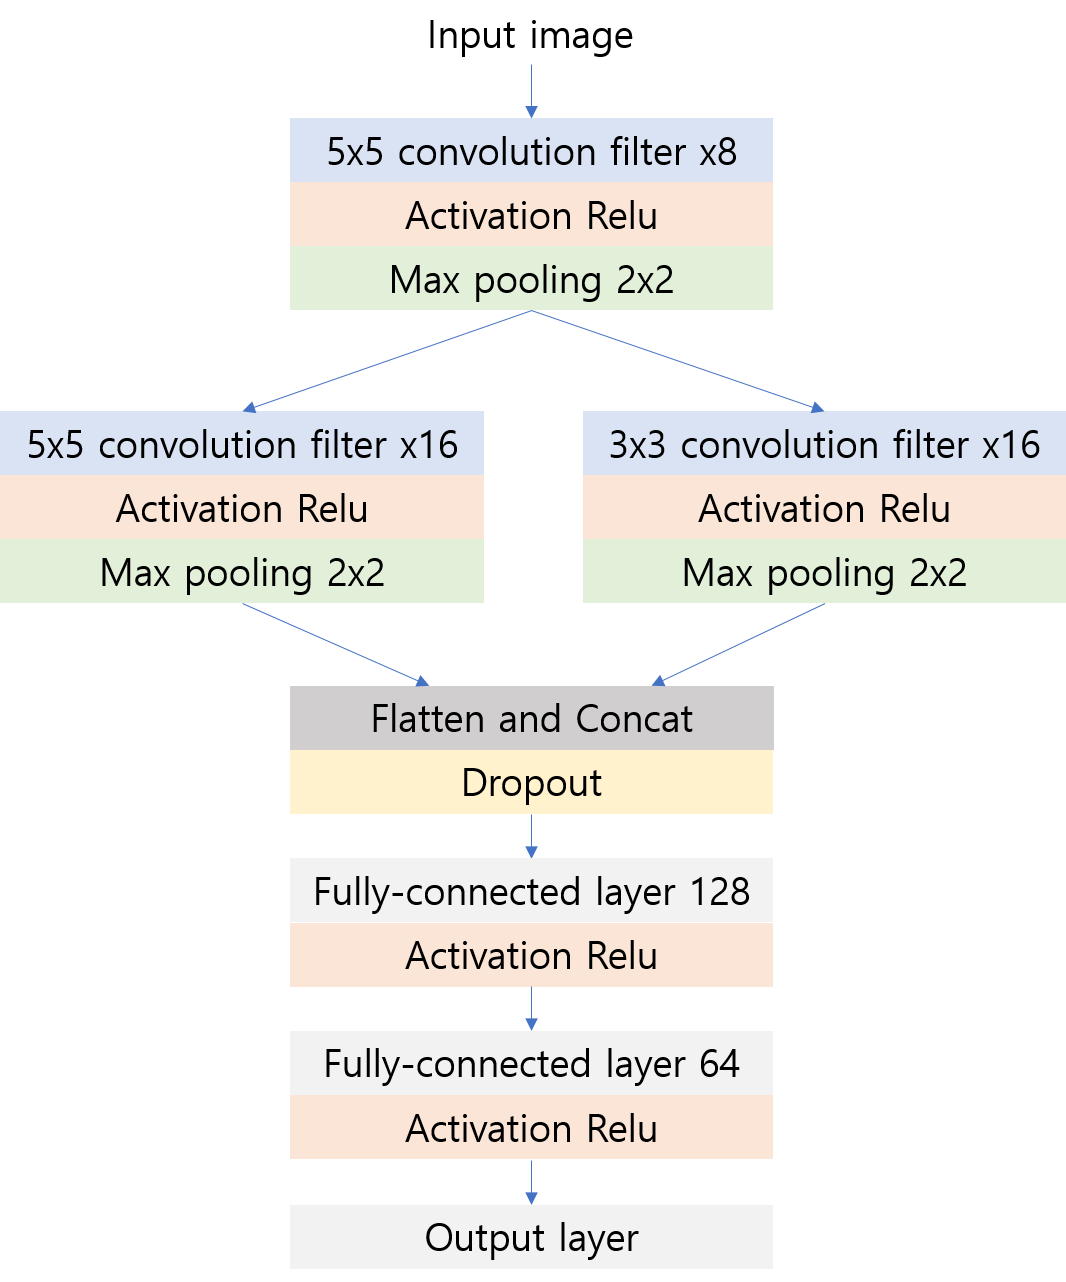 Input image
5x5 convolution filter x8
Activation Relu
Max pooling 2x2
5x5 convolution filter x16
Activation Relu
Max pooling 2x2
3x3 convolution filter x16
Activation Relu
Max pooling 2x2
Flatten and Concat
Dropout
Fully-connected layer 128
Activation Relu
Fully-connected layer 64
Activation Relu
Output layer